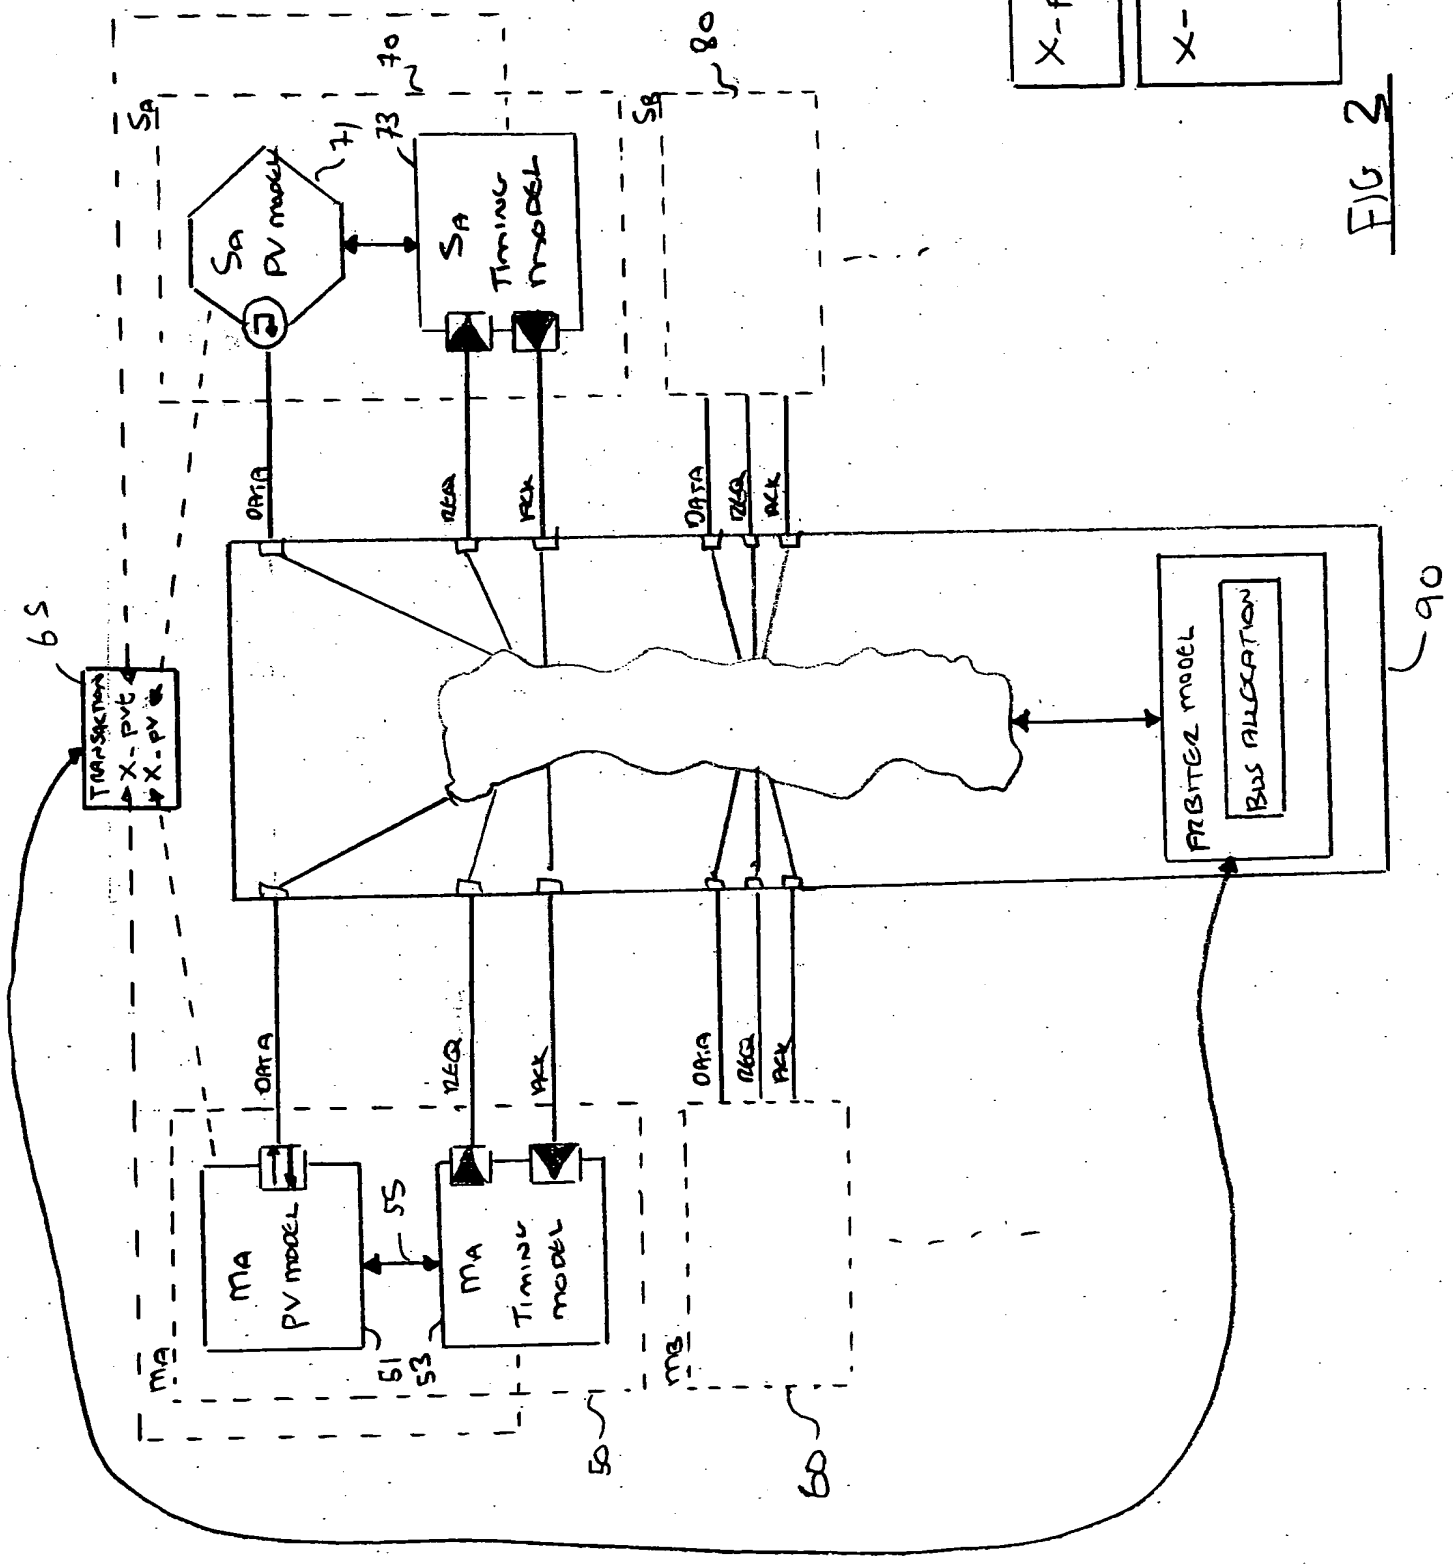 65
TRANSACTION
X-pvt
X-pv
MA
MA
PV MODEL
51
55
53
MA
TIMING
MODEL
50
DATA
REQ
ACK
SA
70
SA
PV MODEL
71
73
SA
TIMING
MODEL
DATA
REQ
ACK
MB
60
DATA
REQ
ACK
SB
80
DATA
REQ
ACK
ARBITER MODEL
BUS ALLOCATION
90
X-
X-
FIG 2